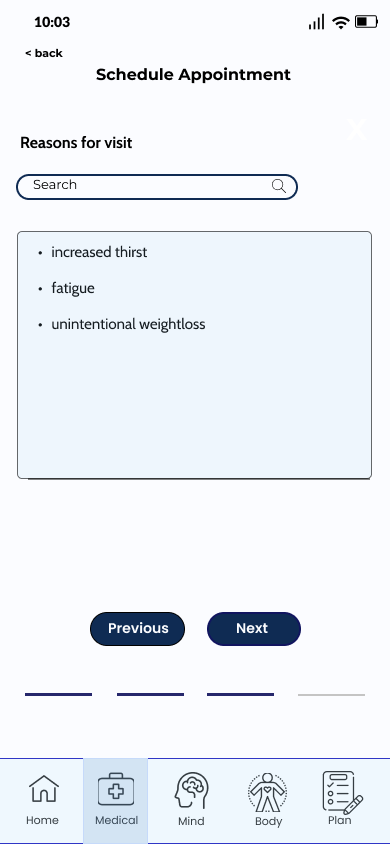 10:03
< back
Schedule Appointment
X
Reasons for visit
Search
• increased thirst
• fatigue
• unintentional weightloss
Previous
Next
Home
Medical
Mind
Body
Plan